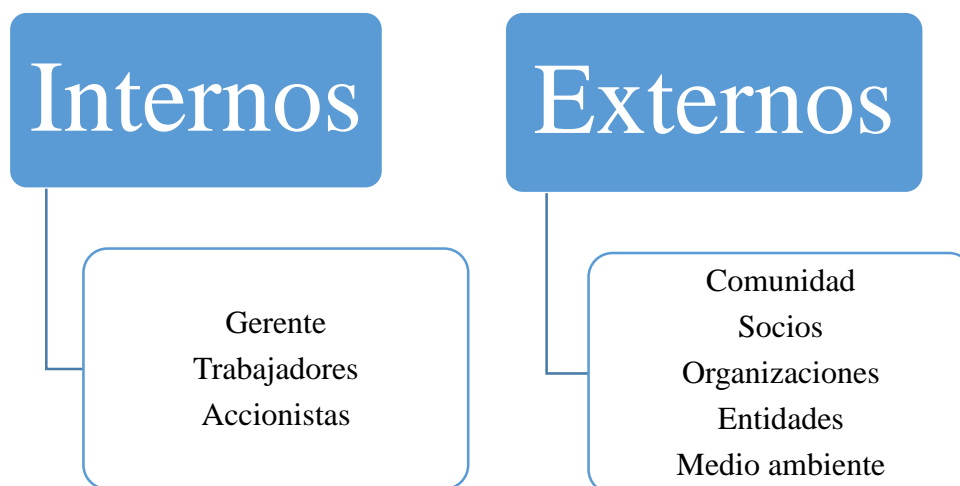 Internos
Gerente
Trabajadores
Accionistas
Externos
Comunidad
Socios
Organizaciones
Entidades
Medio ambiente